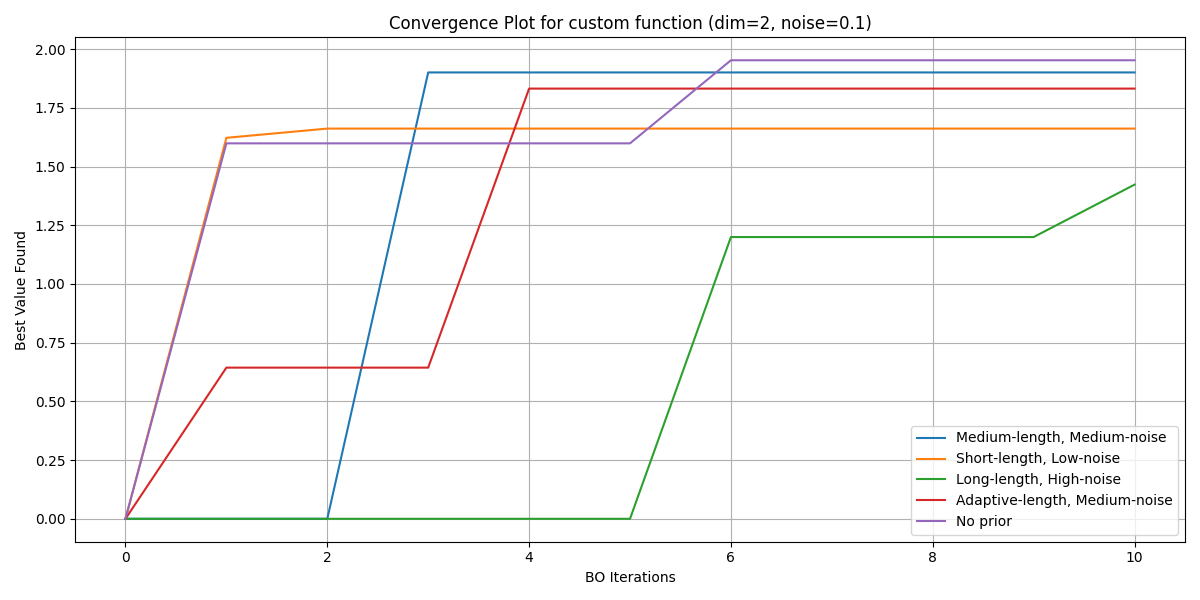 Convergence Plot for custom function (dim=2, noise=0.1)
Best Value Found
2.00
1.75
1.50
1.25
1.00
0.75
0.50
0.25
0.00
0 2 4 6 8 10
BO Iterations
Medium-length, Medium-noise
Short-length, Low-noise
Long-length, High-noise
Adaptive-length, Medium-noise
No prior